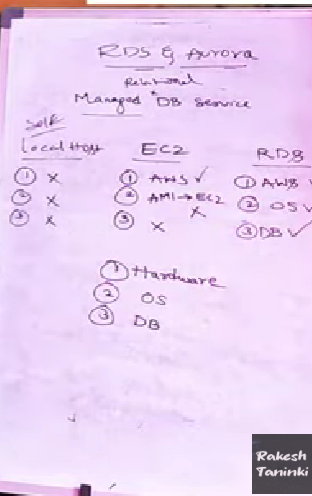 RDS & Aurora
Relational
Managed DB Service
Self
Local Host EC2 RDS
① X ① AWS ✓ ① AWS ✓
② X ② AMI → EC2 X ② OS ✓
③ X ③ X ③ DB ✓
① Hardware
② OS
③ DB
Rakesh
Taninki